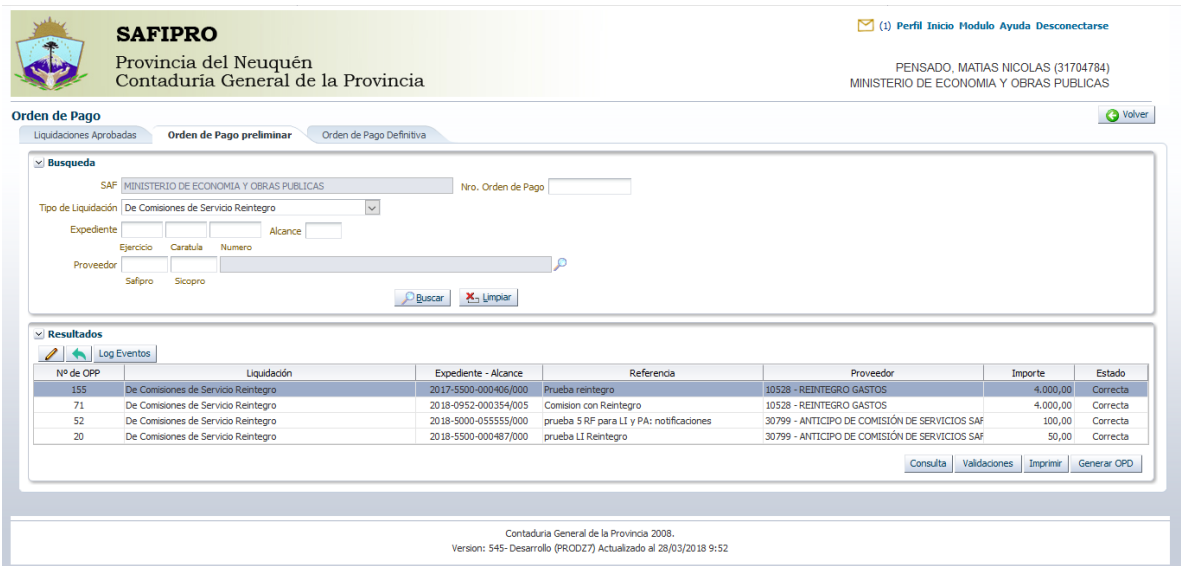 SAFIPRO
Provincia del Neuquén
Contaduría General de la Provincia
(1) Perfil Inicio Modulo Ayuda Desconectarse
PENSADO, MATIAS NICOLAS (31704784)
MINISTERIO DE ECONOMIA Y OBRAS PUBLICAS
Orden de Pago
Volver
Liquidaciones Aprobadas Orden de Pago preliminar Orden de Pago Definitiva
Busqueda
SAF MINISTERIO DE ECONOMIA Y OBRAS PUBLICAS Nro. Orden de Pago
Tipo de Liquidación De Comisiones de Servicio Reintegro
Expediente Alcance
Ejercicio Caratula Numero
Proveedor
Safipro Sicopro
Buscar Limpiar
Resultados
Log Eventos
Nº de OPP Liquidación Expediente - Alcance Referencia Proveedor Importe Estado
155 De Comisiones de Servicio Reintegro 2017-5500-000406/000 Prueba reintegro 10528 - REINTEGRO GASTOS 4.000,00 Correcta
71 De Comisiones de Servicio Reintegro 2018-0952-000354/005 Comision con Reintegro 10528 - REINTEGRO GASTOS 4.000,00 Correcta
52 De Comisiones de Servicio Reintegro 2018-5000-055555/000 prueba 5 RF para LI y PA: notificaciones 30799 - ANTICIPO DE COMISIÓN DE SERVICIOS SAF 100,00 Correcta
20 De Comisiones de Servicio Reintegro 2018-5500-000487/000 prueba LI Reintegro 30799 - ANTICIPO DE COMISIÓN DE SERVICIOS SAF 50,00 Correcta
Consulta Validaciones Imprimir Generar OPD
Contaduria General de la Provincia 2008.
Version: 545- Desarrollo (PRODZ7) Actualizado al 28/03/2018 9:52